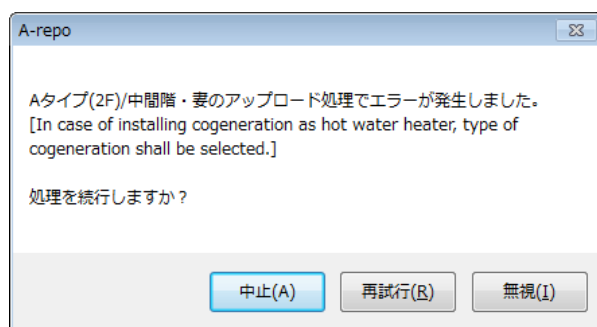 A-repo
Aタイプ(2F)/中間階・妻のアップロード処理でエラーが発生しました。
[In case of installing cogeneration as hot water heater, type of
cogeneration shall be selected.]
処理を続行しますか？
中止(A)
再試行(R)
無視(I)